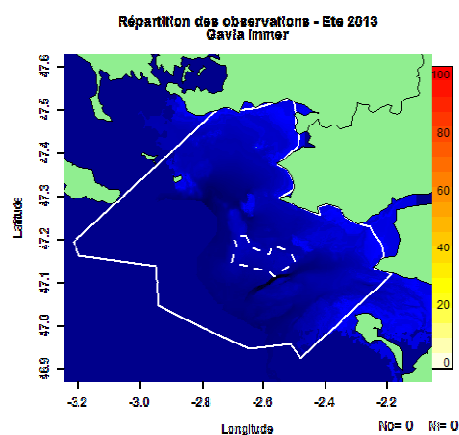 Répartition des observations - Ete 2013
Gavia immer
47.6
47.5
47.4
47.3
47.2
47.1
47.0
46.9
Latitude
100
80
60
40
20
0
-3.2 -3.0 -2.8 -2.6 -2.4 -2.2
Longitude
No= 0 Ni= 0